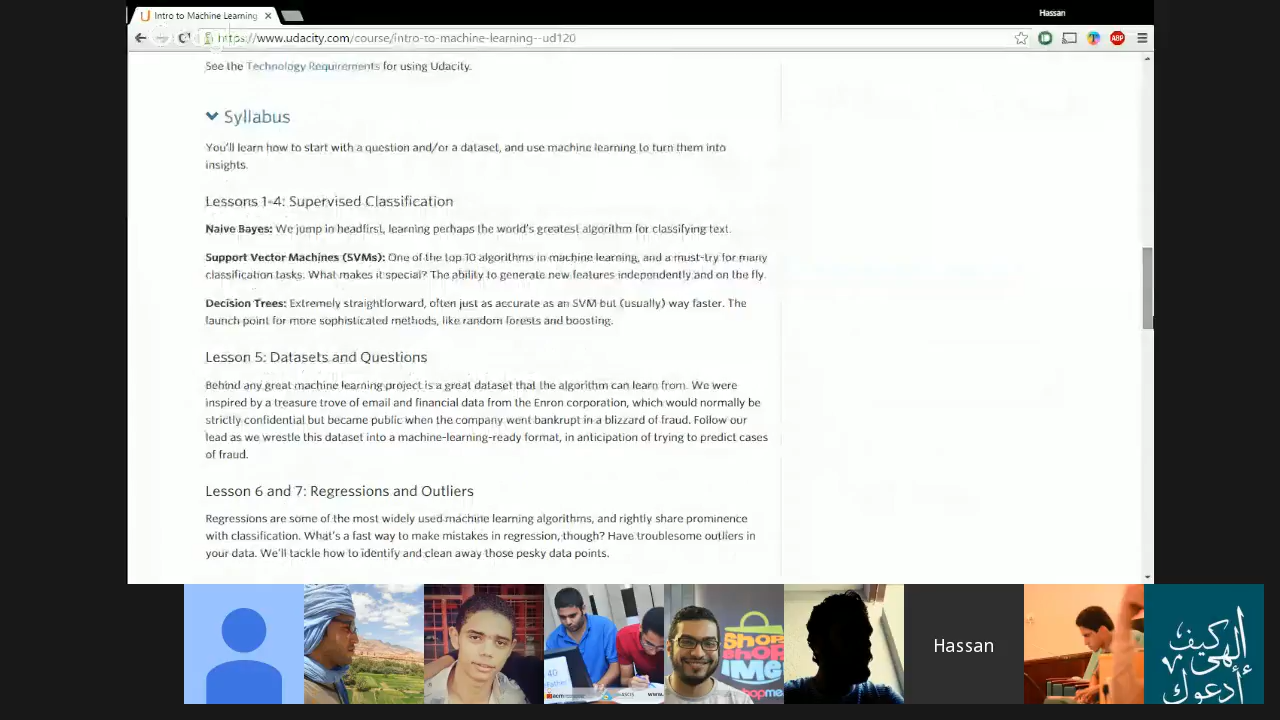 Intro to Machine Learning
Hassan
https://www.udacity.com/course/intro-to-machine-learning--ud120
ABP
See the Technology Requirements for using Udacity.
Syllabus
You'll learn how to start with a question and/or a dataset, and use machine learning to turn them into
insights.
Lessons 1-4: Supervised Classification
Naive Bayes: We jump in headfirst, learning perhaps the world's greatest algorithm for classifying text.
Support Vector Machines (SVMs): One of the top 10 algorithms in machine learning, and a must-try for many
classification tasks. What makes it special? The ability to generate new features independently and on the fly.
Decision Trees: Extremely straightforward, often just as accurate as an SVM but (usually) way faster. The
launch point for more sophisticated methods, like random forests and boosting.
Lesson 5: Datasets and Questions
Behind any great machine learning project is a great dataset that the algorithm can learn from. We were
inspired by a treasure trove of email and financial data from the Enron corporation, which would normally be
strictly confidential but became public when the company went bankrupt in a blizzard of fraud. Follow our
lead as we wrestle this dataset into a machine-learning-ready format, in anticipation of trying to predict cases
of fraud.
Lesson 6 and 7: Regressions and Outliers
Regressions are some of the most widely used machine learning algorithms, and rightly share prominence
with classification. What's a fast way to make mistakes in regression, though? Have troublesome outliers in
your data. We'll tackle how to identify and clean away those pesky data points.
SHOP
shop
iME
Hassan
إلهي كيف
أدعوك